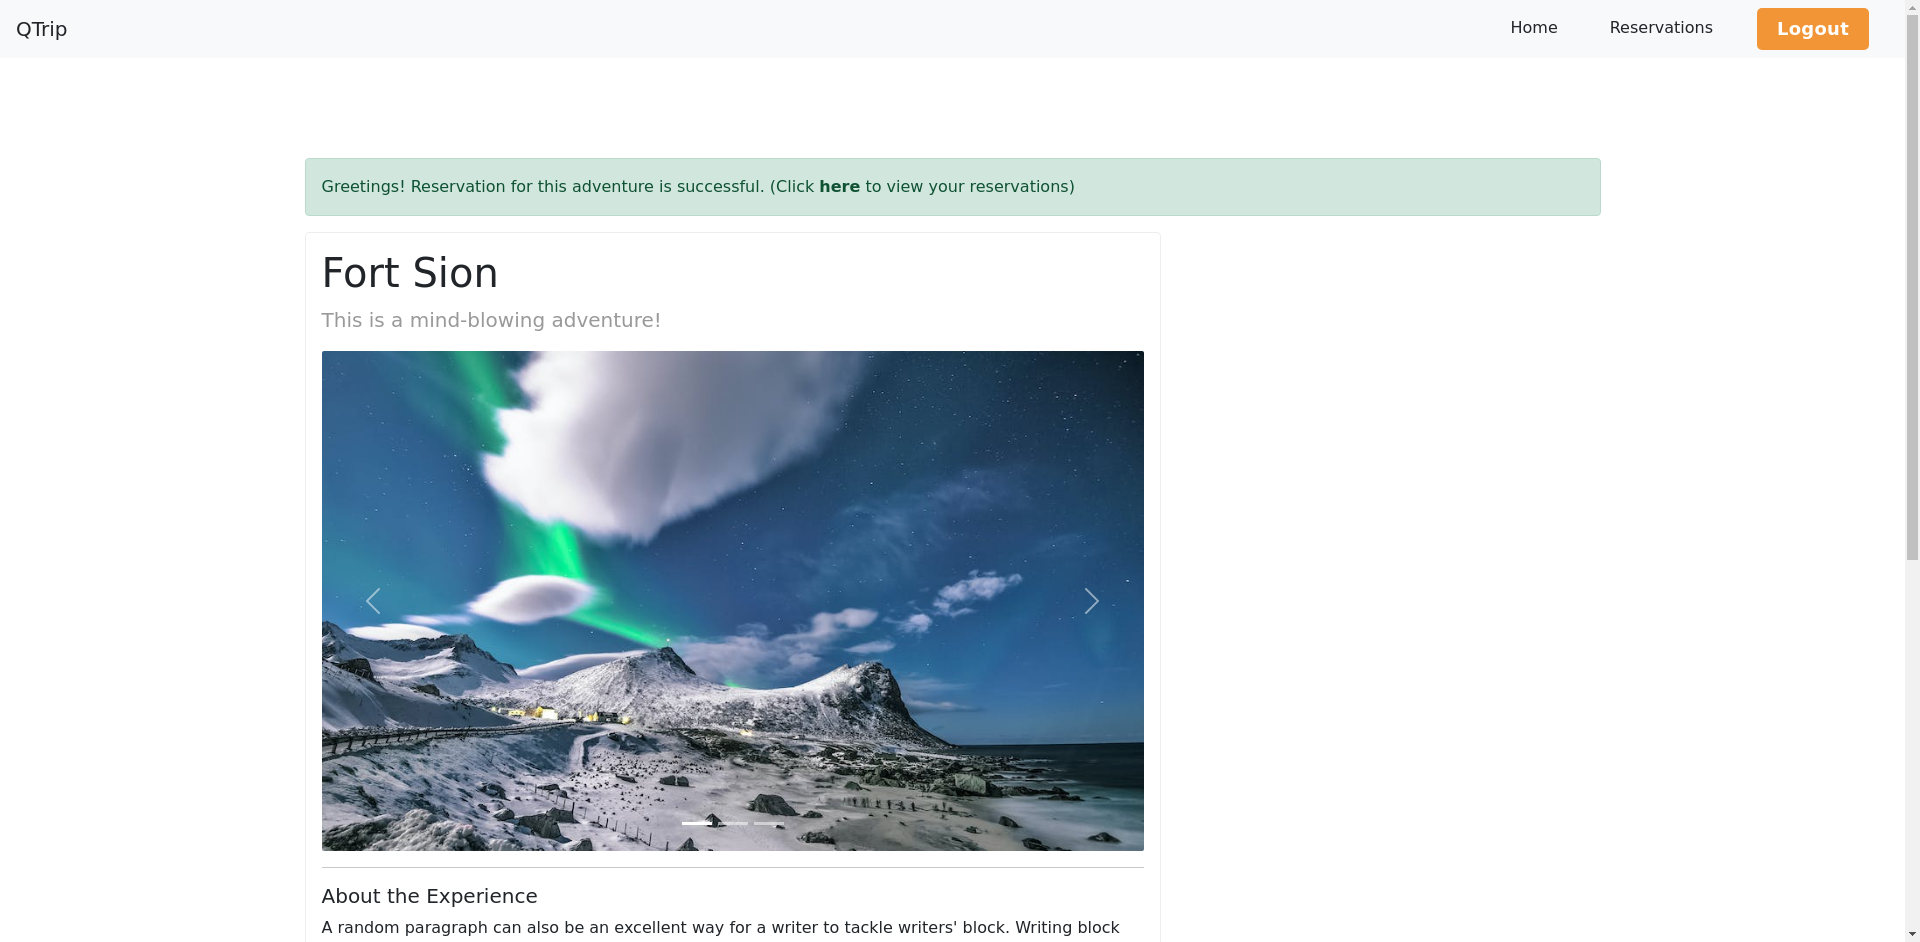 QTrip
Home
Reservations
Logout
Greetings! Reservation for this adventure is successful. (Click here to view your reservations)
Fort Sion
This is a mind-blowing adventure!
About the Experience
A random paragraph can also be an excellent way for a writer to tackle writers' block. Writing block